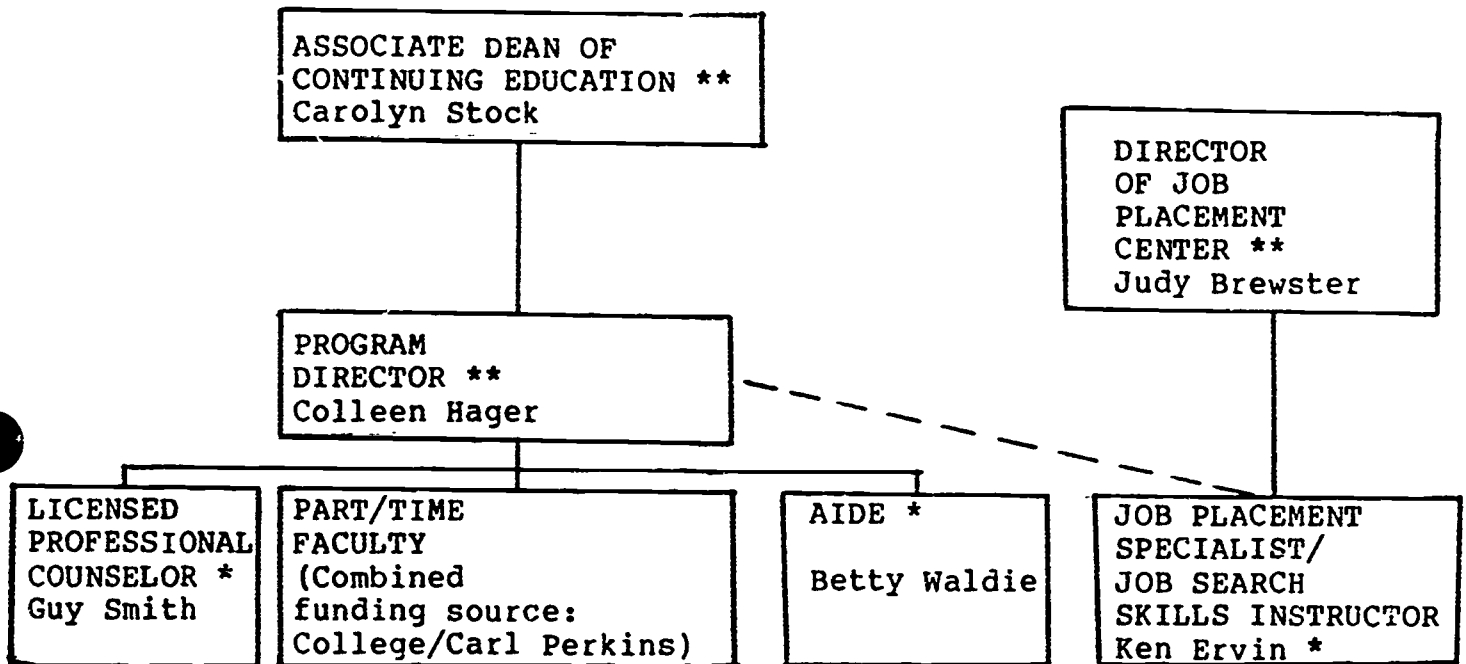 ASSOCIATE DEAN OF
CONTINUING EDUCATION **
Carolyn Stock
DIRECTOR
OF JOB
PLACEMENT
CENTER **
Judy Brewster
PROGRAM
DIRECTOR **
Colleen Hager
LICENSED
PROFESSIONAL
COUNSELOR *
Guy Smith
PART/TIME
FACULTY
(Combined
funding source:
College/Carl Perkins)
AIDE *
Betty Waldie
JOB PLACEMENT
SPECIALIST/
JOB SEARCH
SKILLS INSTRUCTOR
Ken Ervin *